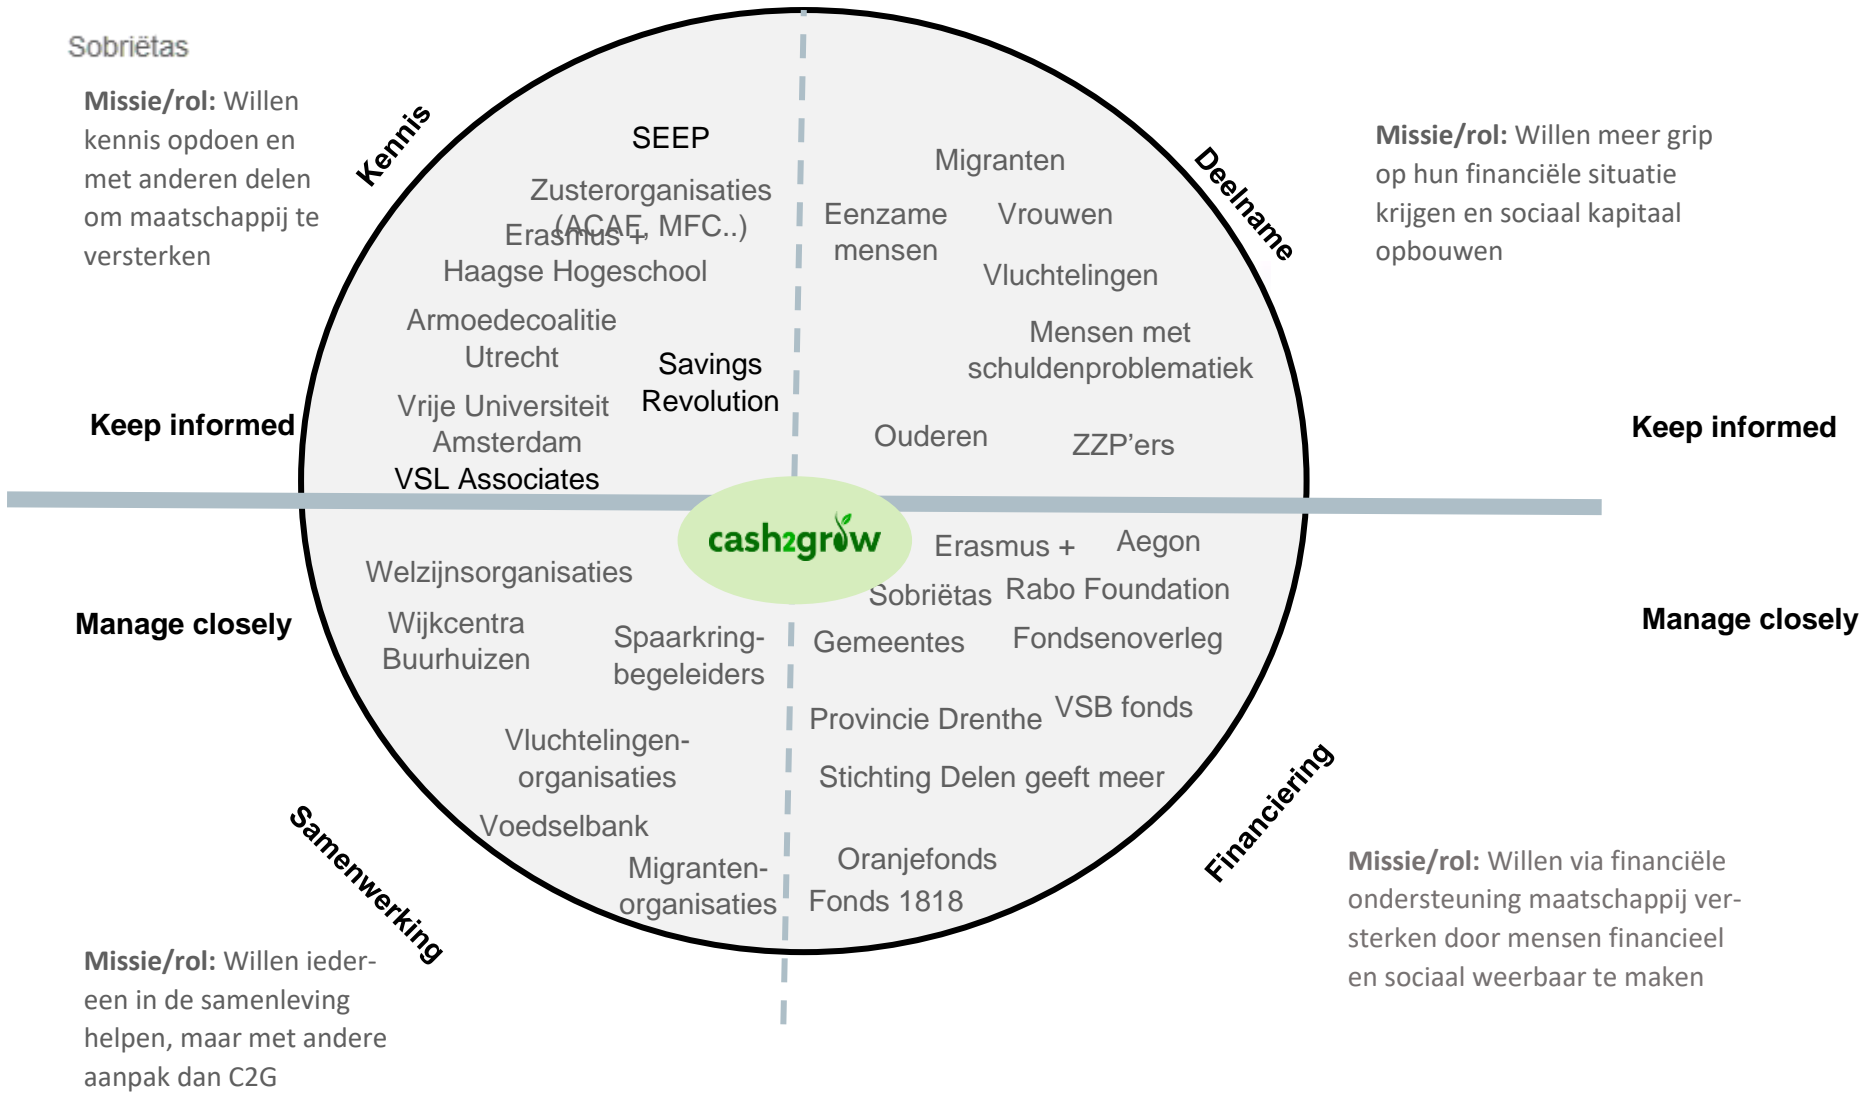 Sobriëtas
Missie/rol: Willen
kennis opdoen en
met anderen delen
om maatschappij te
versterken
Kennis
SEEP
Zusterorganisaties
(ACAF, MFC..)
Erasmus +
Haagse Hogeschool
Armoedecoalitie
Utrecht
Savings
Revolution
Vrije Universiteit
Amsterdam
VSL Associates
Keep informed
Deelname
Migranten
Eenzame
mensen
Vrouwen
Vluchtelingen
Mensen met
schuldenproblematiek
Ouderen
ZZP'ers
Missie/rol: Willen meer grip
op hun financiële situatie
krijgen en sociaal kapitaal
opbouwen
Keep informed
cash2grow
Manage closely
Welzijnsorganisaties
Wijkcentra
Buurhuizen
Spaarkring-
begeleiders
Vluchtelingen-
organisaties
Voedselbank
Migranten-
organisaties
Samenwerking
Missie/rol: Willen ieder-
een in de samenleving
helpen, maar met andere
aanpak dan C2G
Erasmus +
Aegon
Sobriëtas
Rabo Foundation
Gemeentes
Fondsenoverleg
Provincie Drenthe
VSB fonds
Stichting Delen geeft meer
Oranjefonds
Fonds 1818
Financiering
Manage closely
Missie/rol: Willen via financiële
ondersteuning maatschappij ver-
sterken door mensen financieel
en sociaal weerbaar te maken